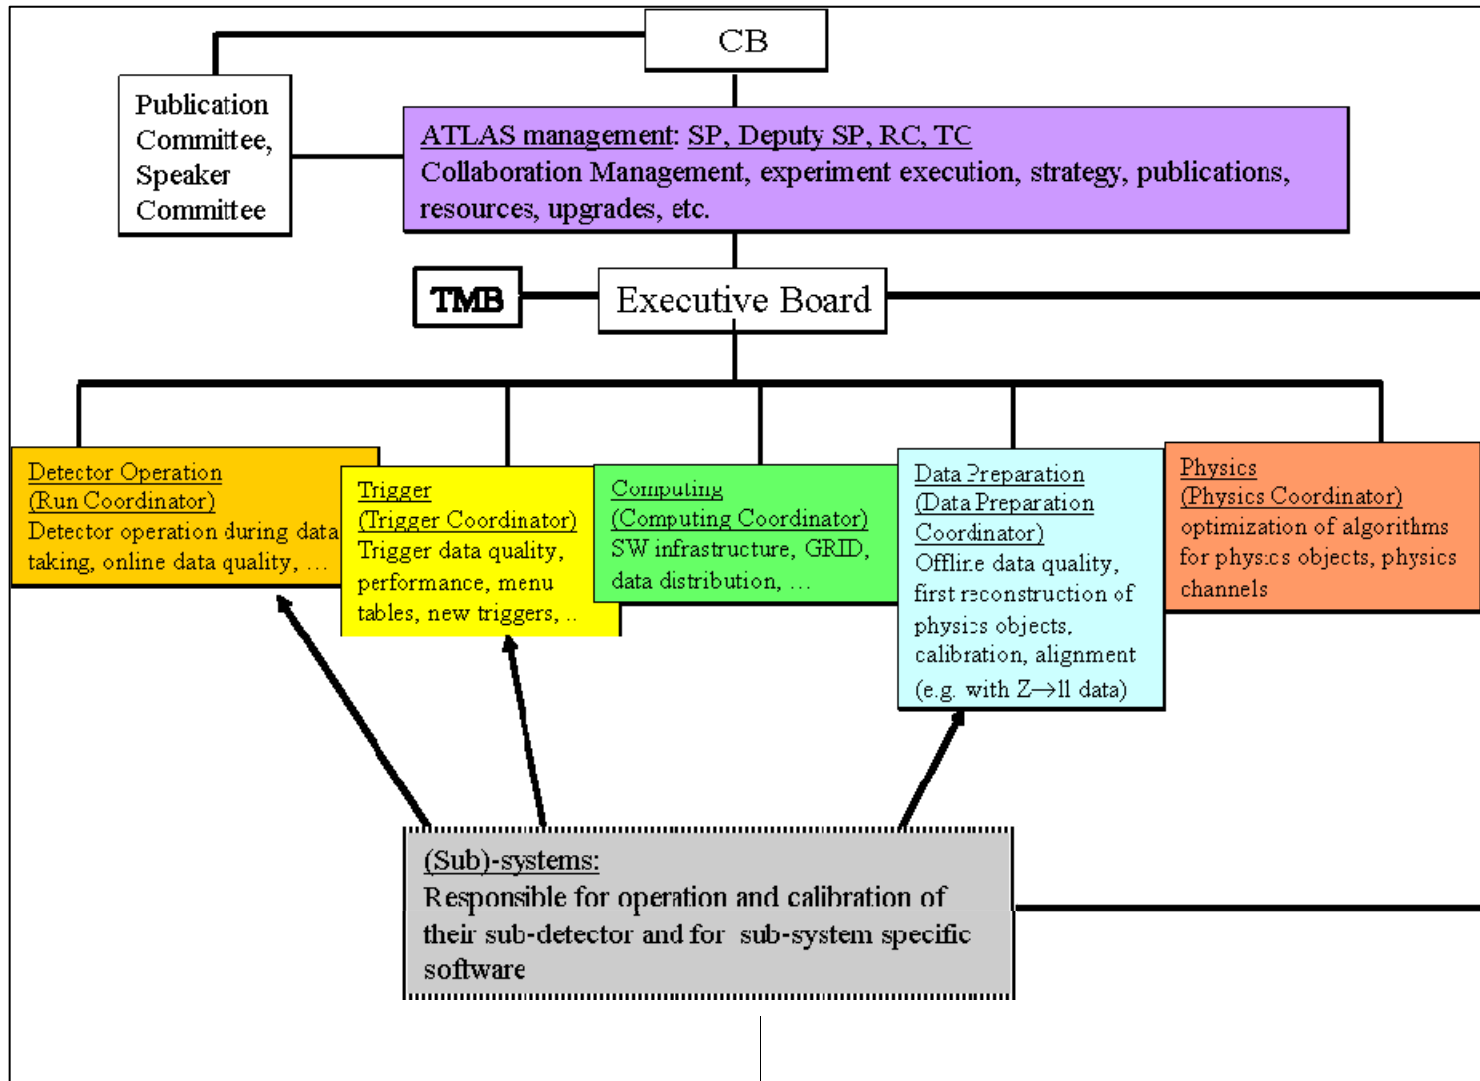 CB
Publication
Committee,
Speaker
Committee
ATLAS management: SP, Deputy SP, RC, TC
Collaboration Management, experiment execution, strategy, publications,
resources, upgrades, etc.
TMB
Executive Board
Detector Operation
(Run Coordinator)
Detector operation during data
taking, online data quality, …
Trigger
(Trigger Coordinator)
Trigger data quality,
performance, menu
tables, new triggers, ..
Computing
(Computing Coordinator)
SW infrastructure, GRID,
data distribution, …
Data Preparation
(Data Preparation
Coordinator)
Offline data quality,
first reconstruction of
physics objects,
calibration, alignment
(e.g. with Z→ll data)
Physics
(Physics Coordinator)
optimization of algorithms
for physics objects, physics
channels
(Sub)-systems:
Responsible for operation and calibration of
their sub-detector and for sub-system specific
software